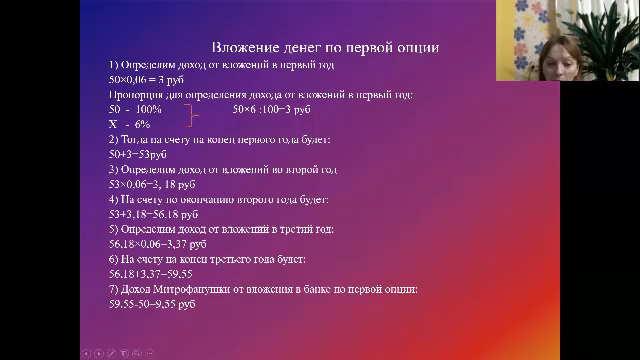 Вложение денег по первой опции
1) Определим доход от вложений в первый год
50×0,06 = 3 руб
Пропорция для определения дохода от вложений в первый год:
50 - 100% 50×6 :100=3 руб
Х - 6%
2) Тогда на счету на конец первого года будет:
50+3=53руб
3) Определим доход от вложений во второй год
53×0,06=3, 18 руб
4) На счету по окончанию второго года будет:
53+3,18=56,18 руб
5) Определим доход от вложений в третий год:
56,18×0,06=3,37 руб
6) На счету на конец третьего года будет:
56,18+3,37=59,55
7) Доход Митрофанушки от вложения в банке по первой опции:
59,55-50=9,55 руб